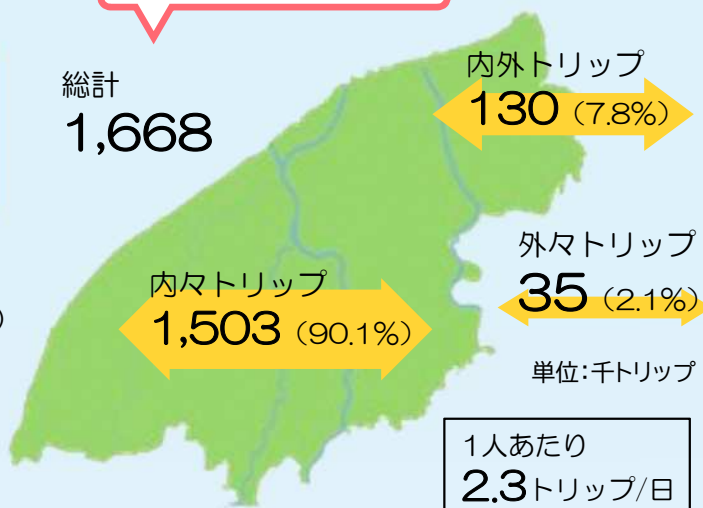 総計
1,668
内外トリップ
130（7.8%）
外々トリップ
35（2.1%）
内々トリップ
1,503（90.1%）
単位：千トリップ
1人あたり
2.3トリップ/日